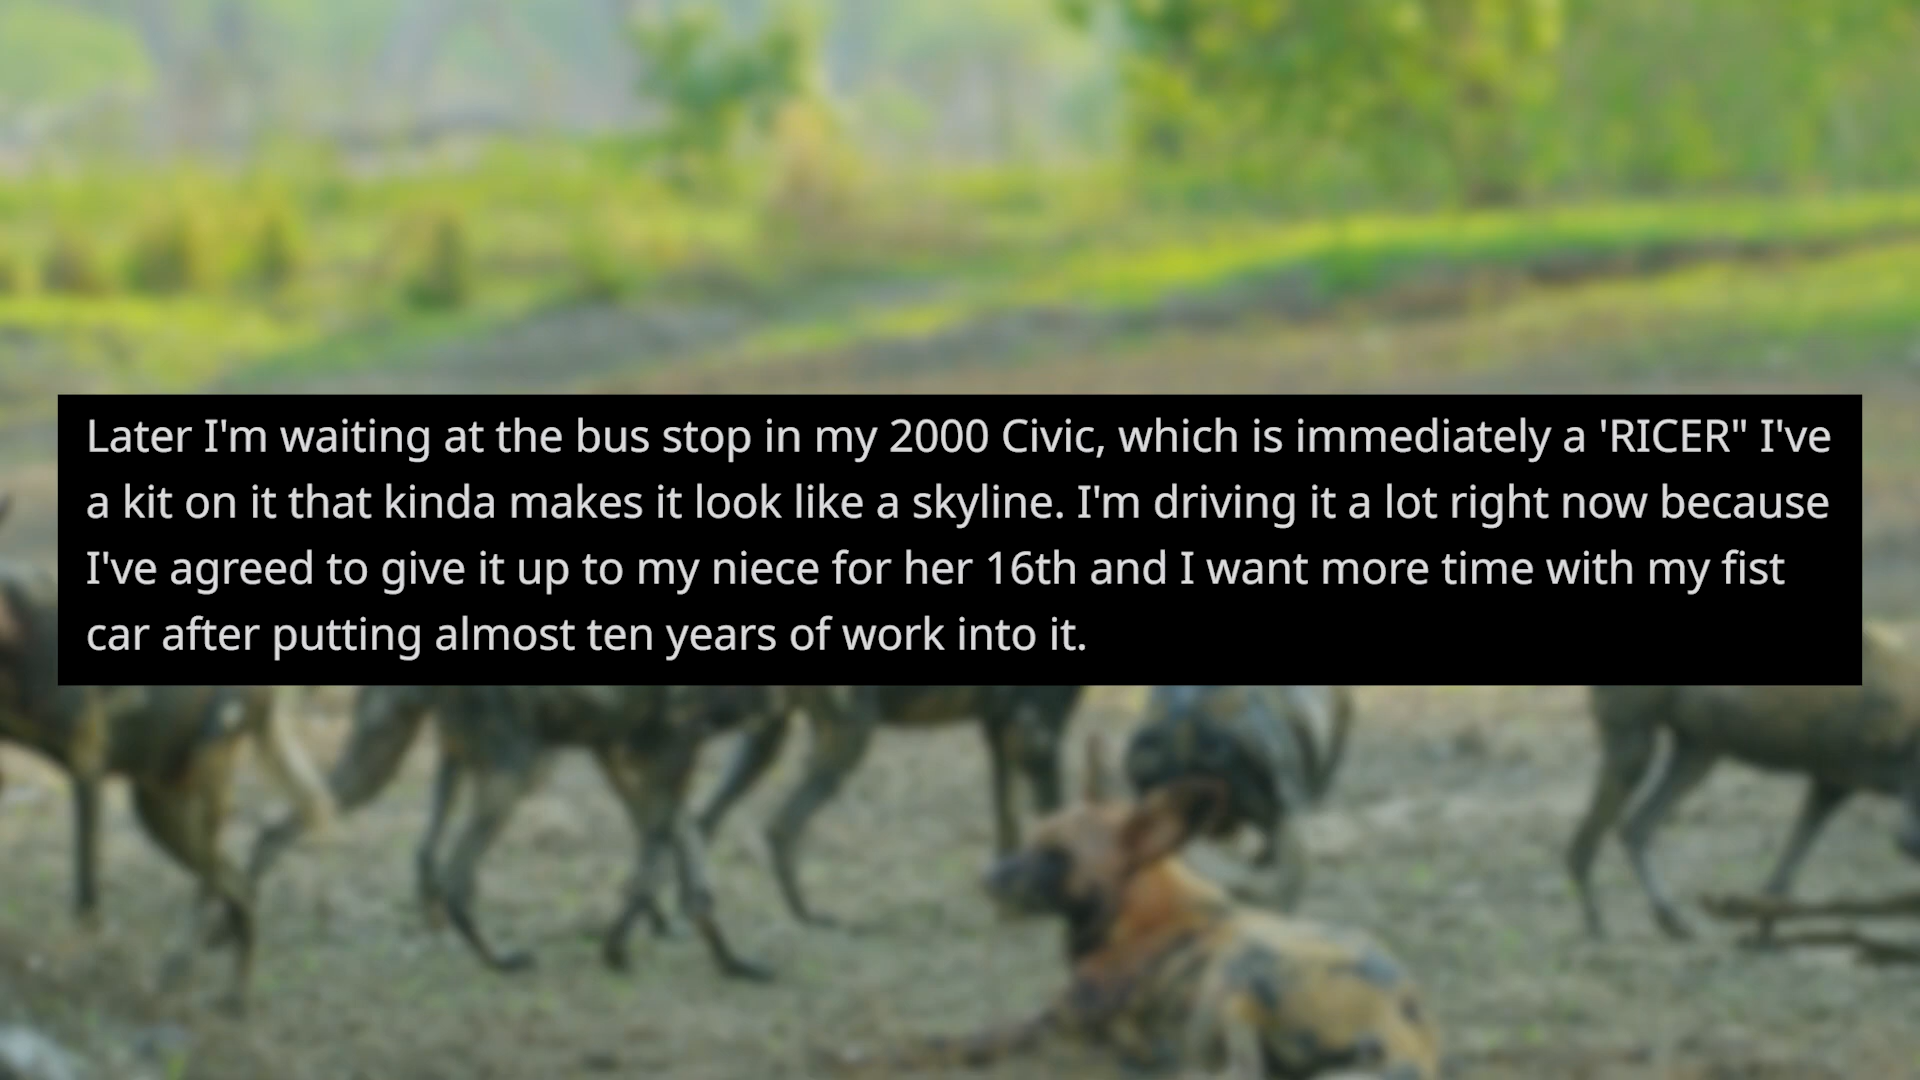 Later I'm waiting at the bus stop in my 2000 Civic, which is immediately a 'RICER" I've
a kit on it that kinda makes it look like a skyline. I'm driving it a lot right now because
I've agreed to give it up to my niece for her 16th and I want more time with my fist
car after putting almost ten years of work into it.